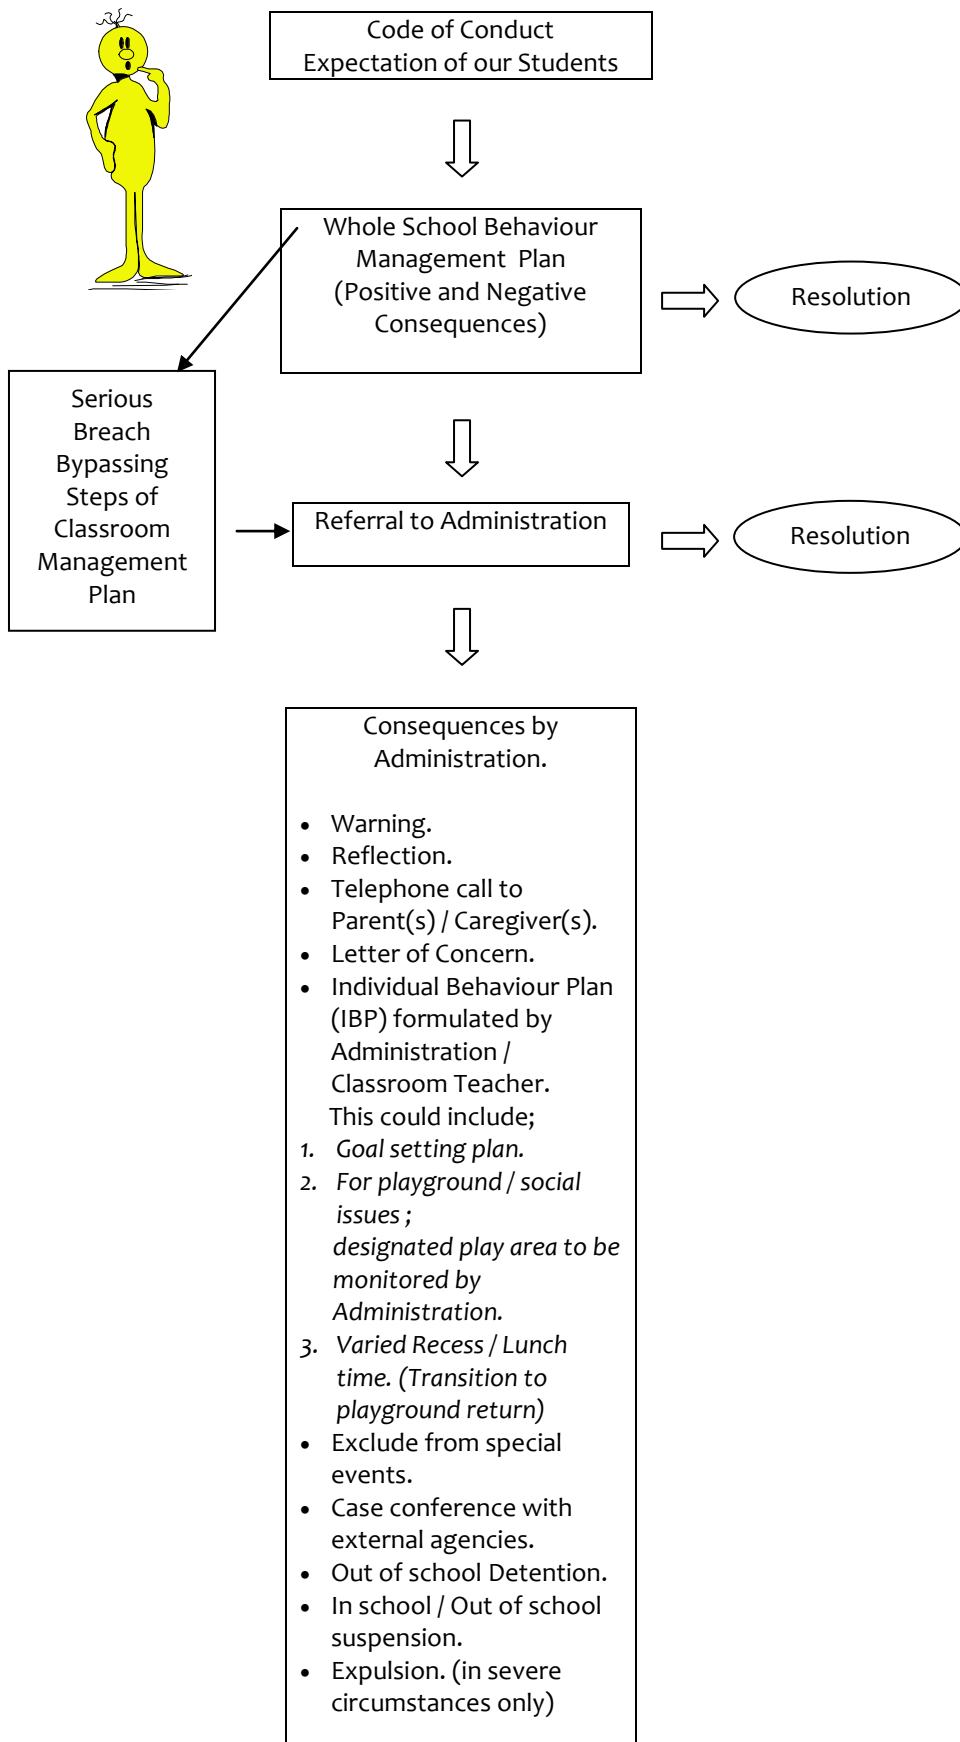 Code of Conduct
Expectation of our Students
Whole School Behaviour
Management Plan
(Positive and Negative
Consequences)
Resolution
Serious
Breach
Bypassing
Steps of
Classroom
Management
Plan
Referral to Administration
Resolution
Consequences by
Administration.
• Warning.
• Reflection.
• Telephone call to
Parent(s) / Caregiver(s).
• Letter of Concern.
• Individual Behaviour Plan
(IBP) formulated by
Administration /
Classroom Teacher.
This could include;
1. Goal setting plan.
2. For playground / social
issues ;
designated play area to be
monitored by
Administration.
3. Varied Recess / Lunch
time. (Transition to
playground return)
• Exclude from special
events.
• Case conference with
external agencies.
• Out of school Detention.
• In school / Out of school
suspension.
• Expulsion. (in severe
circumstances only)